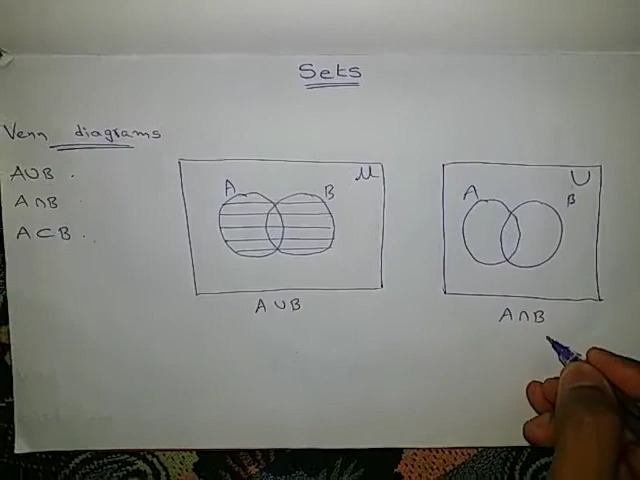 Sets
Venn diagrams
A∪B.
A∩B
A⊂B.
A B μ
A∪B
A B U
A∩B